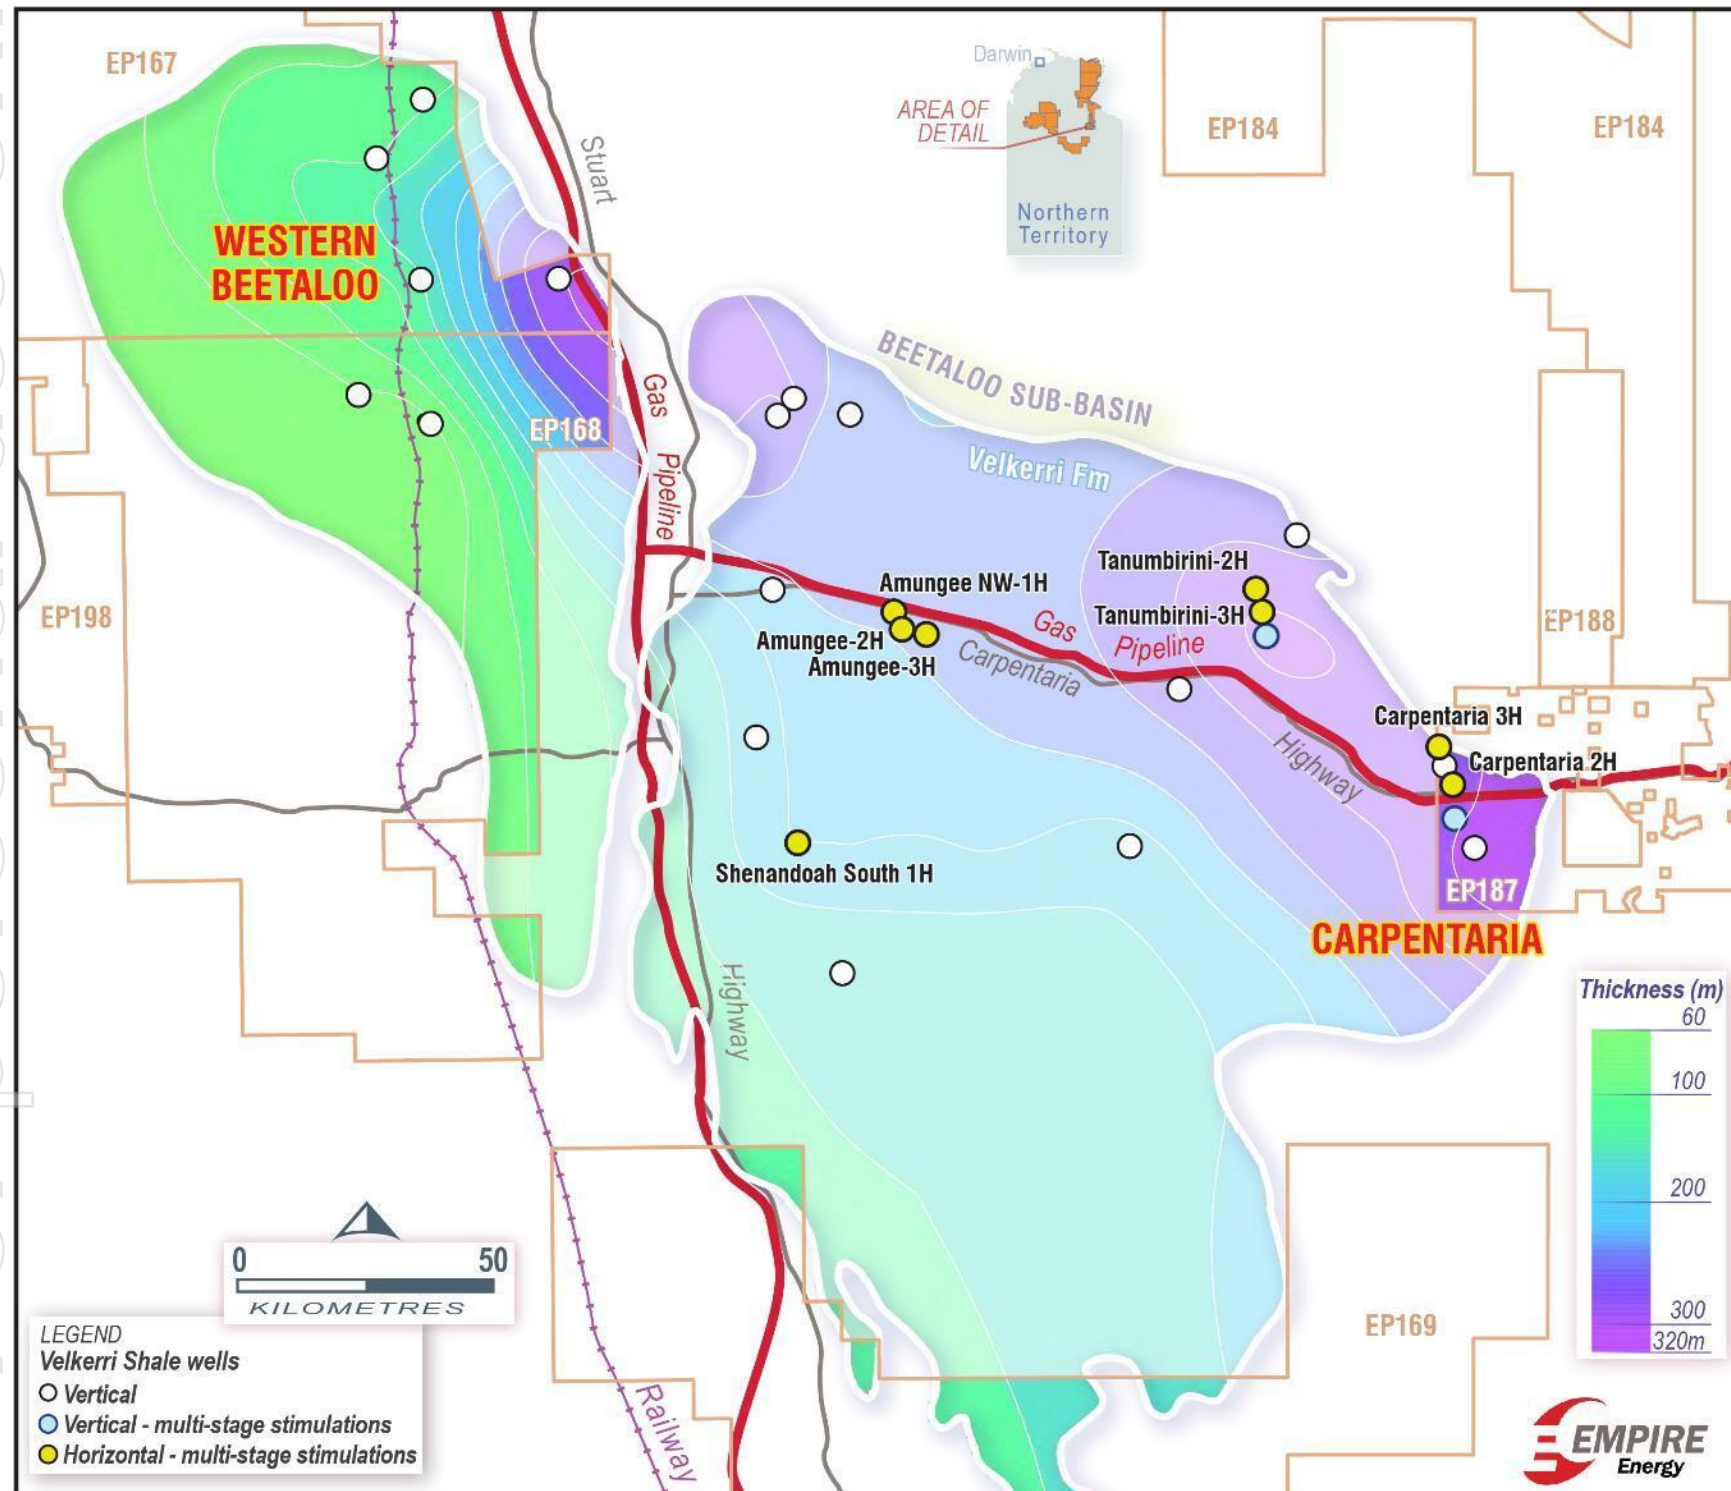 EP167
Darwin
AREA OF
DETAIL
EP184
EP184
Stuart
Northern
Territory
WESTERN
BEETALOO
BEETALOO SUB-BASIN
Gas
Pipeline
EP168
Velkerri Fm
Tanumbirini-2H
Amungee NW-1H
Tanumbirini-3H
EP198
EP188
Gas
Pipeline
Amungee-2H
Amungee-3H
Carpentaria
Carpentaria 3H
Highway
Carpentaria 2H
Shenandoah South 1H
EP187
CARPENTARIA
Highway
Thickness (m)
60
100
200
300
320m
0 50
KILOMETRES
EP169
LEGEND
Velkerri Shale wells
Vertical
Vertical - multi-stage stimulations
Horizontal - multi-stage stimulations
Railway
EMPIRE
Energy